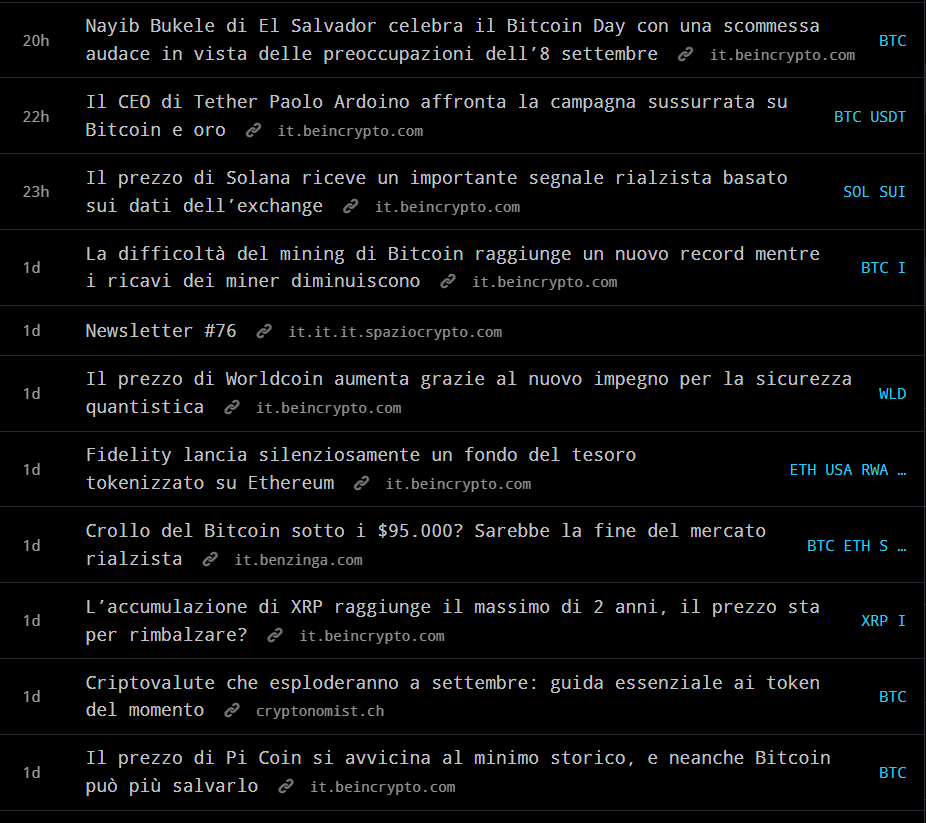 20h
Nayib Bukele di El Salvador celebra il Bitcoin Day con una scommessa
audace in vista delle preoccupazioni dell’8 settembre it.beincrypto.com
BTC
22h
Il CEO di Tether Paolo Ardoino affronta la campagna sussurrata su
Bitcoin e oro it.beincrypto.com
BTC USDT
23h
Il prezzo di Solana riceve un importante segnale rialzista basato
sui dati dell’exchange it.beincrypto.com
SOL SUI
1d
La difficoltà del mining di Bitcoin raggiunge un nuovo record mentre
i ricavi dei miner diminuiscono it.beincrypto.com
BTC I
1d
Newsletter #76 it.it.it.spaziocrypto.com
1d
Il prezzo di Worldcoin aumenta grazie al nuovo impegno per la sicurezza
quantistica it.beincrypto.com
WLD
1d
Fidelity lancia silenziosamente un fondo del tesoro
tokenizzato su Ethereum it.beincrypto.com
ETH USA RWA …
1d
Crollo del Bitcoin sotto i $95.000? Sarebbe la fine del mercato
rialzista it.benzinga.com
BTC ETH S …
1d
L’accumulazione di XRP raggiunge il massimo di 2 anni, il prezzo sta
per rimbalzare? it.beincrypto.com
XRP I
1d
Criptovalute che esploderanno a settembre: guida essenziale ai token
del momento cryptonomist.ch
BTC
1d
Il prezzo di Pi Coin si avvicina al minimo storico, e neanche Bitcoin
può più salvarlo it.beincrypto.com
BTC